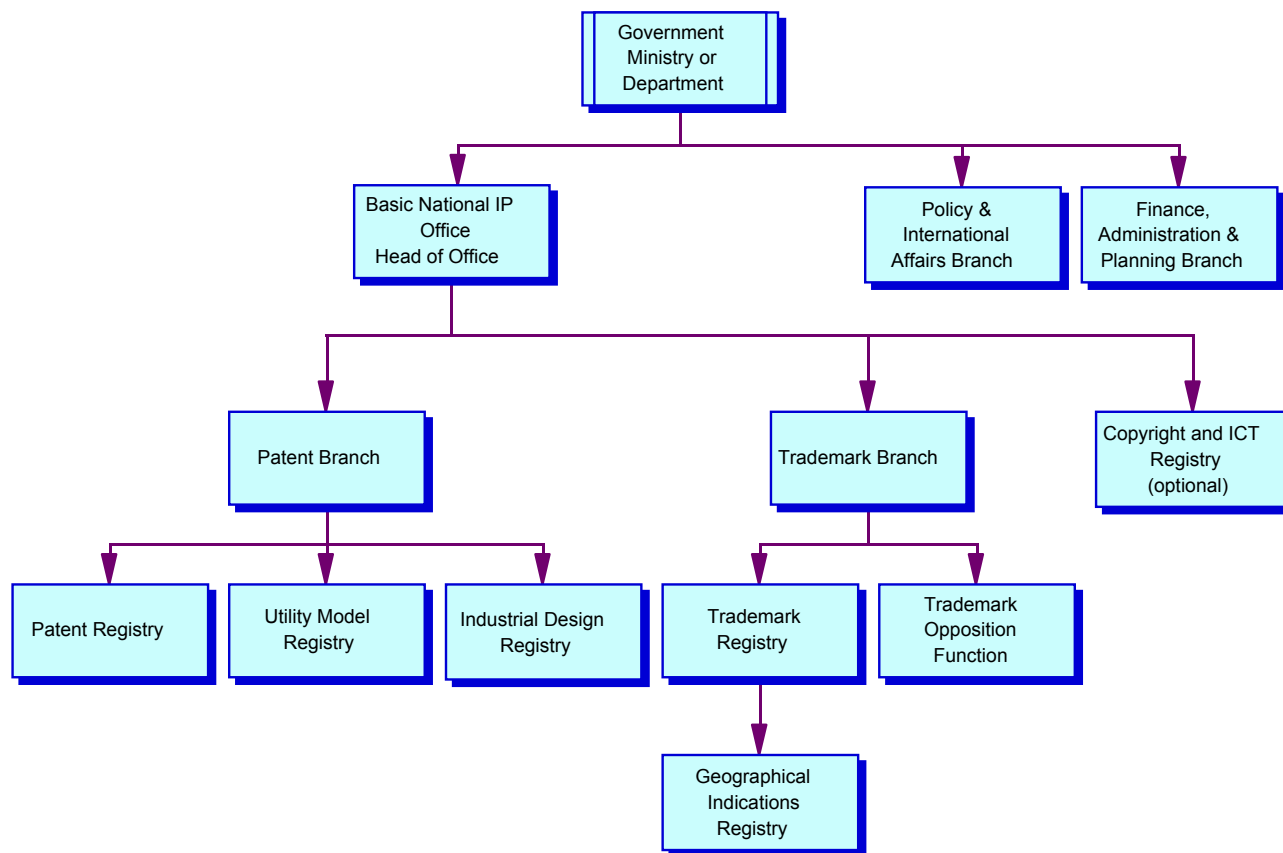 Government
Ministry or
Department
Basic National IP
Office
Head of Office
Policy &
International
Affairs Branch
Finance,
Administration &
Planning Branch
Patent Branch
Trademark Branch
Copyright and ICT
Registry
(optional)
Patent Registry
Utility Model
Registry
Industrial Design
Registry
Trademark
Registry
Trademark
Opposition
Function
Geographical
Indications
Registry